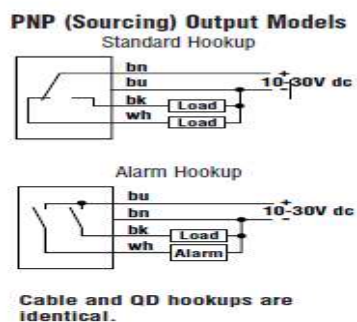 PNP (Sourcing) Output Models
Standard Hookup
bn
bu
10-30V dc
+
-
bk
Load
wh
Load
Alarm Hookup
bu
bn
10-30V dc
+
-
bk
Load
wh
Alarm
Cable and QD hookups are
identical.